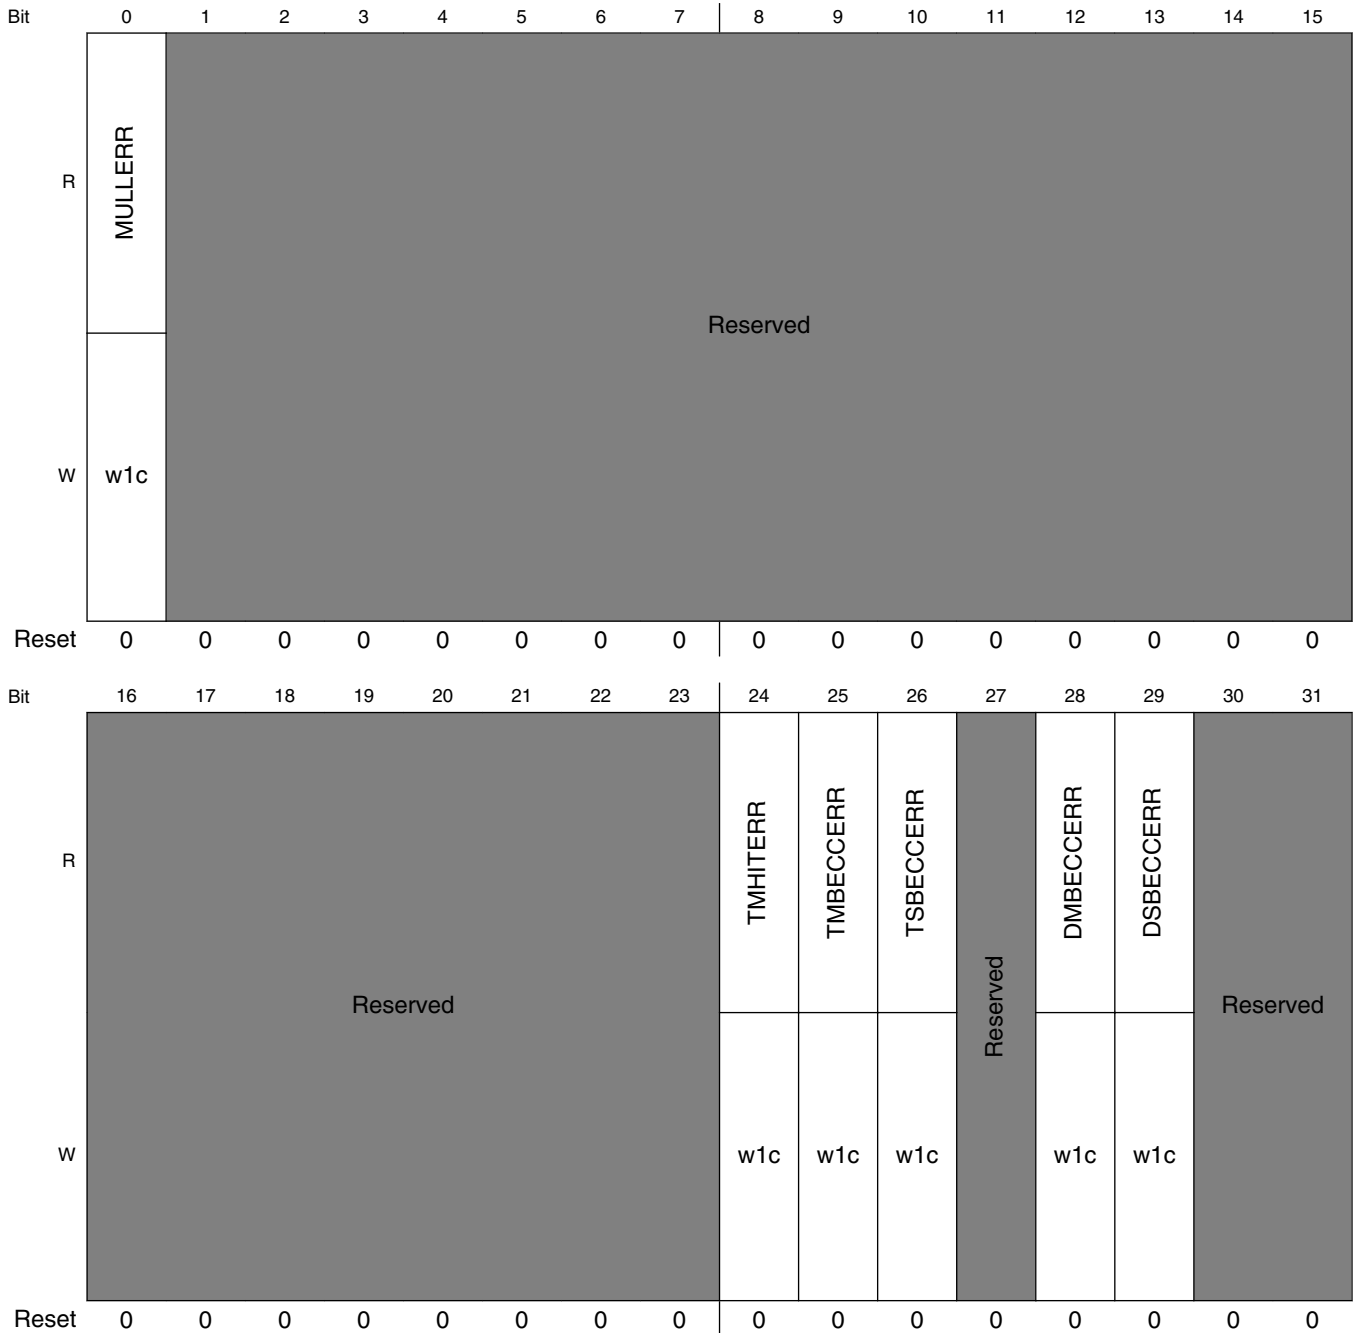 Bit 0 1 2 3 4 5 6 7 8 9 10 11 12 13 14 15
R MULLERR
Reserved
W w1c
Reset 0 0 0 0 0 0 0 0 0 0 0 0 0 0 0 0
Bit 16 17 18 19 20 21 22 23 24 25 26 27 28 29 30 31
R TMHITERR TMBECCERR TSBECCERR DMBECCERR DSBECCERR
Reserved Reserved Reserved
W w1c w1c w1c w1c w1c
Reset 0 0 0 0 0 0 0 0 0 0 0 0 0 0 0 0